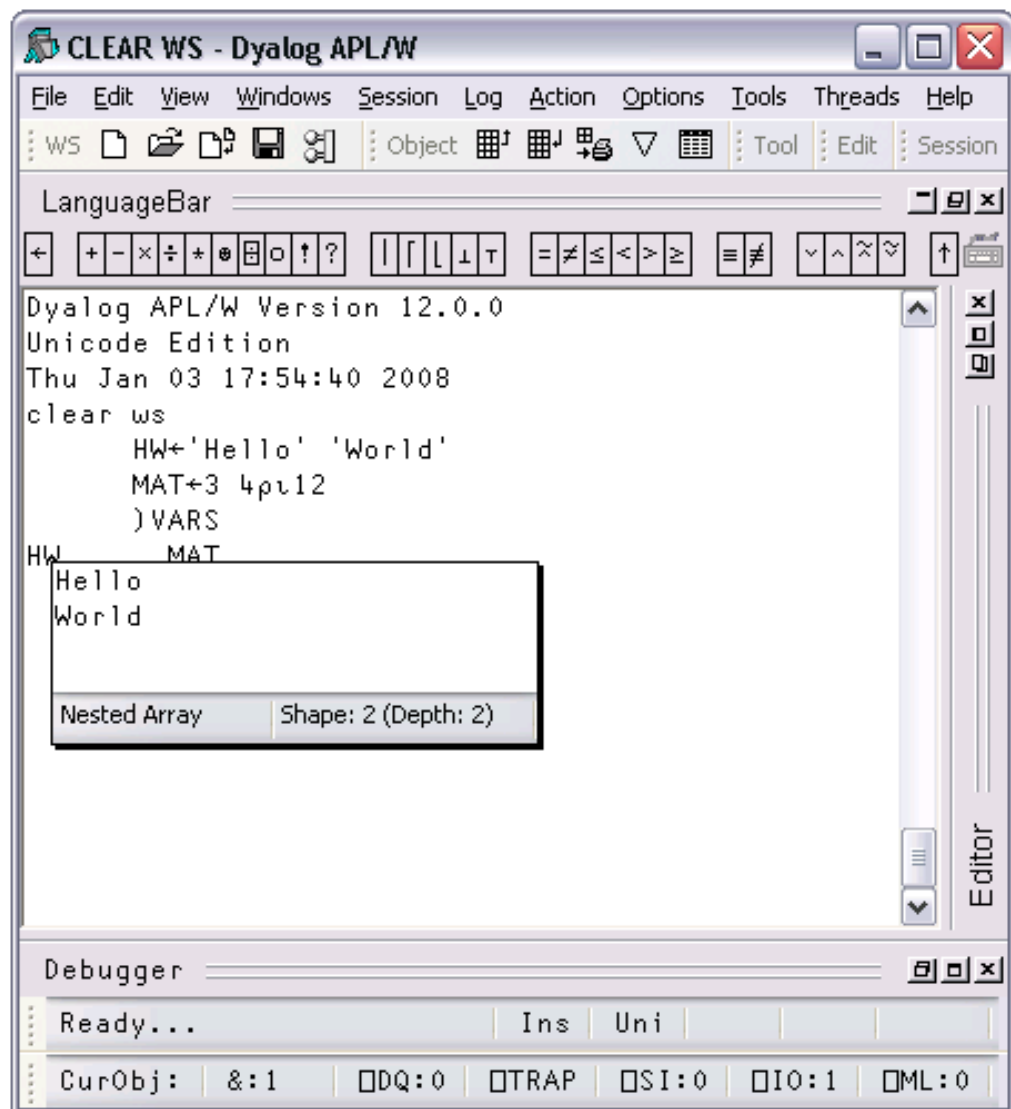 CLEAR WS - Dyalog APL/W
File Edit View Windows Session Log Action Options Tools Threads Help
WS Object Tool Edit Session
LanguageBar
← + - × ÷ * ⍟ ⌹ ○ ! ? | ⌈ ⌊ ⊥ ⊤ = ≠ ≤ < > ≥ ≡ ≢ ∨ ∧ ⍲ ⍱ ↑
Dyalog APL/W Version 12.0.0
Unicode Edition
Thu Jan 03 17:54:40 2008
clear ws
HW←'Hello' 'World'
MAT←3 4⍴⍳12
)VARS
HW MAT
Hello
World
Nested Array Shape: 2 (Depth: 2)
Editor
Debugger
Ready... Ins Uni
CurObj: &:1 ⎕DQ:0 ⎕TRAP ⎕SI:0 ⎕IO:1 ⎕ML:0